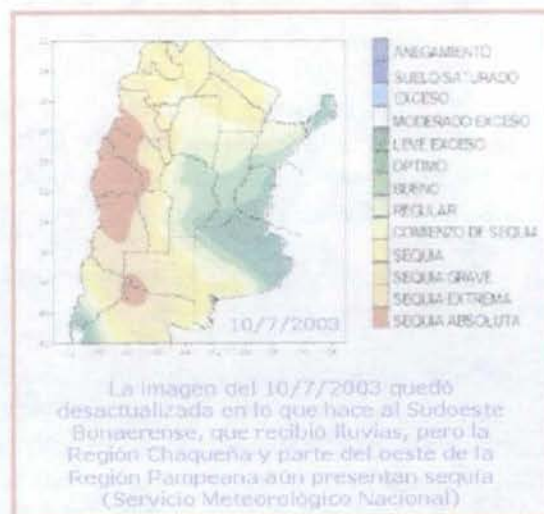 ANEGAMIENTO
SUELO SATURADO
EXCESO
MODERADO EXCESO
LEVE EXCESO
OPTIMO
BUENO
REGULAR
COMIENZO DE SEQUIA
SEQUIA
SEQUIA GRAVE
SEQUIA EXTREMA
SEQUIA ABSOLUTA
10/7/2003
La imagen del 10/7/2003 quedó
desactualizada en lo que hace al Sudoeste
Bonaerense, que recibió lluvias, pero la
Región Chaqueña y parte del oeste de la
Región Pampeana aún presentan sequía
(Servicio Meteorológico Nacional)